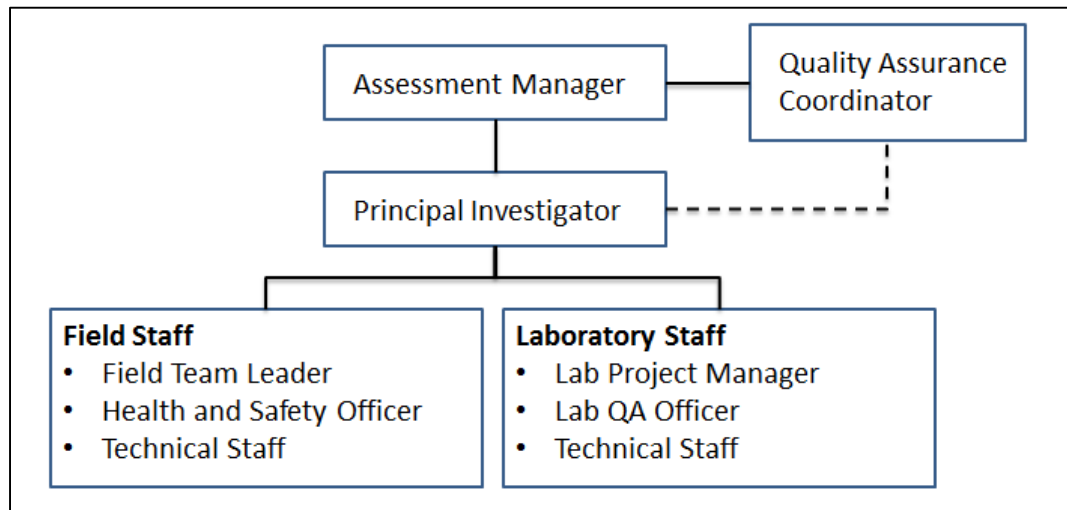 Assessment Manager
Quality Assurance
Coordinator
Principal Investigator
Field Staff
• Field Team Leader
• Health and Safety Officer
• Technical Staff
Laboratory Staff
• Lab Project Manager
• Lab QA Officer
• Technical Staff